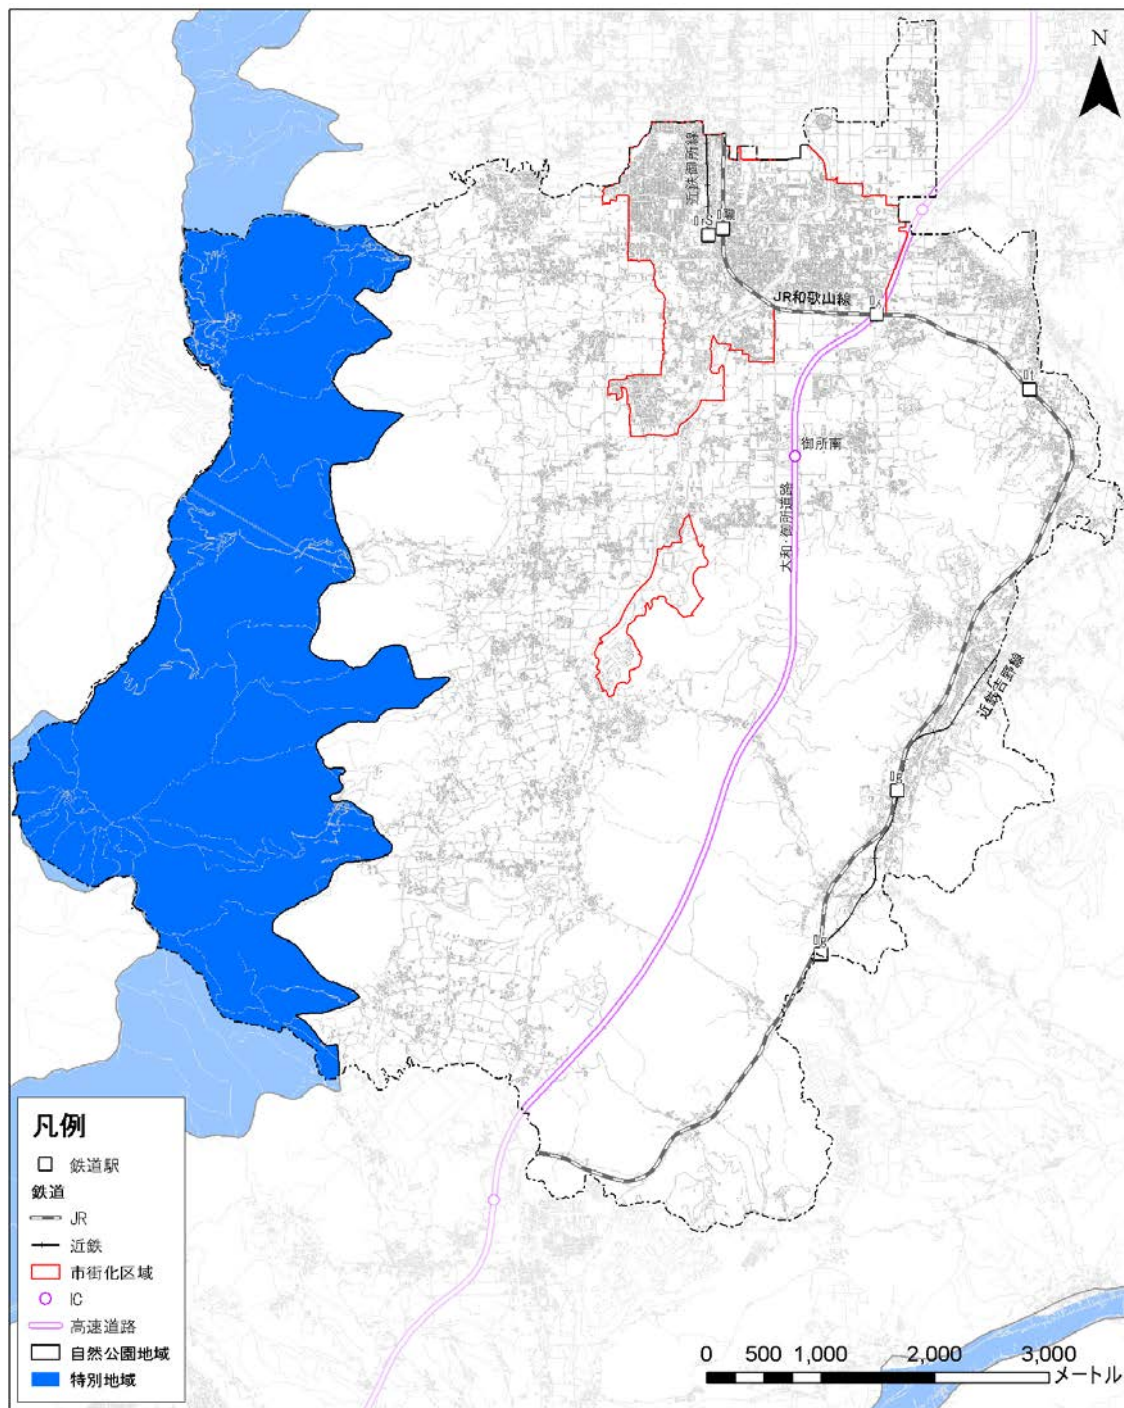 N
近鉄御所線
JR和歌山線
御所南
大和・御所道路
近鉄吉野線
凡例
鉄道駅
鉄道
JR
近鉄
市街化区域
IC
高速道路
自然公園地域
特別地域
0 500 1,000 2,000 3,000
メートル